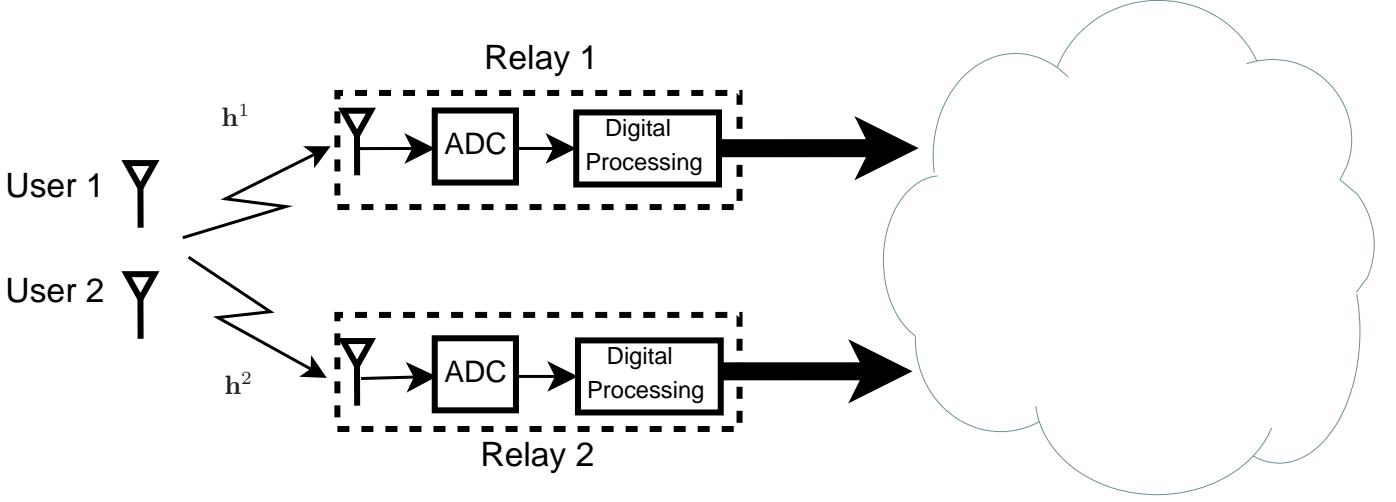 Relay 1
h¹
ADC
Digital
Processing
User 1
User 2
h²
ADC
Digital
Processing
Relay 2